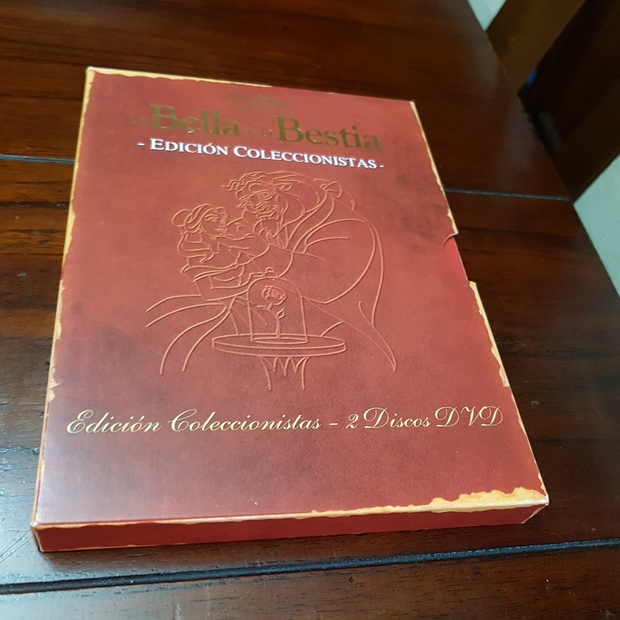 La Bella y la Bestia
- EDICIÓN COLECCIONISTAS -
Edición Coleccionistas - 2 Discos DVD